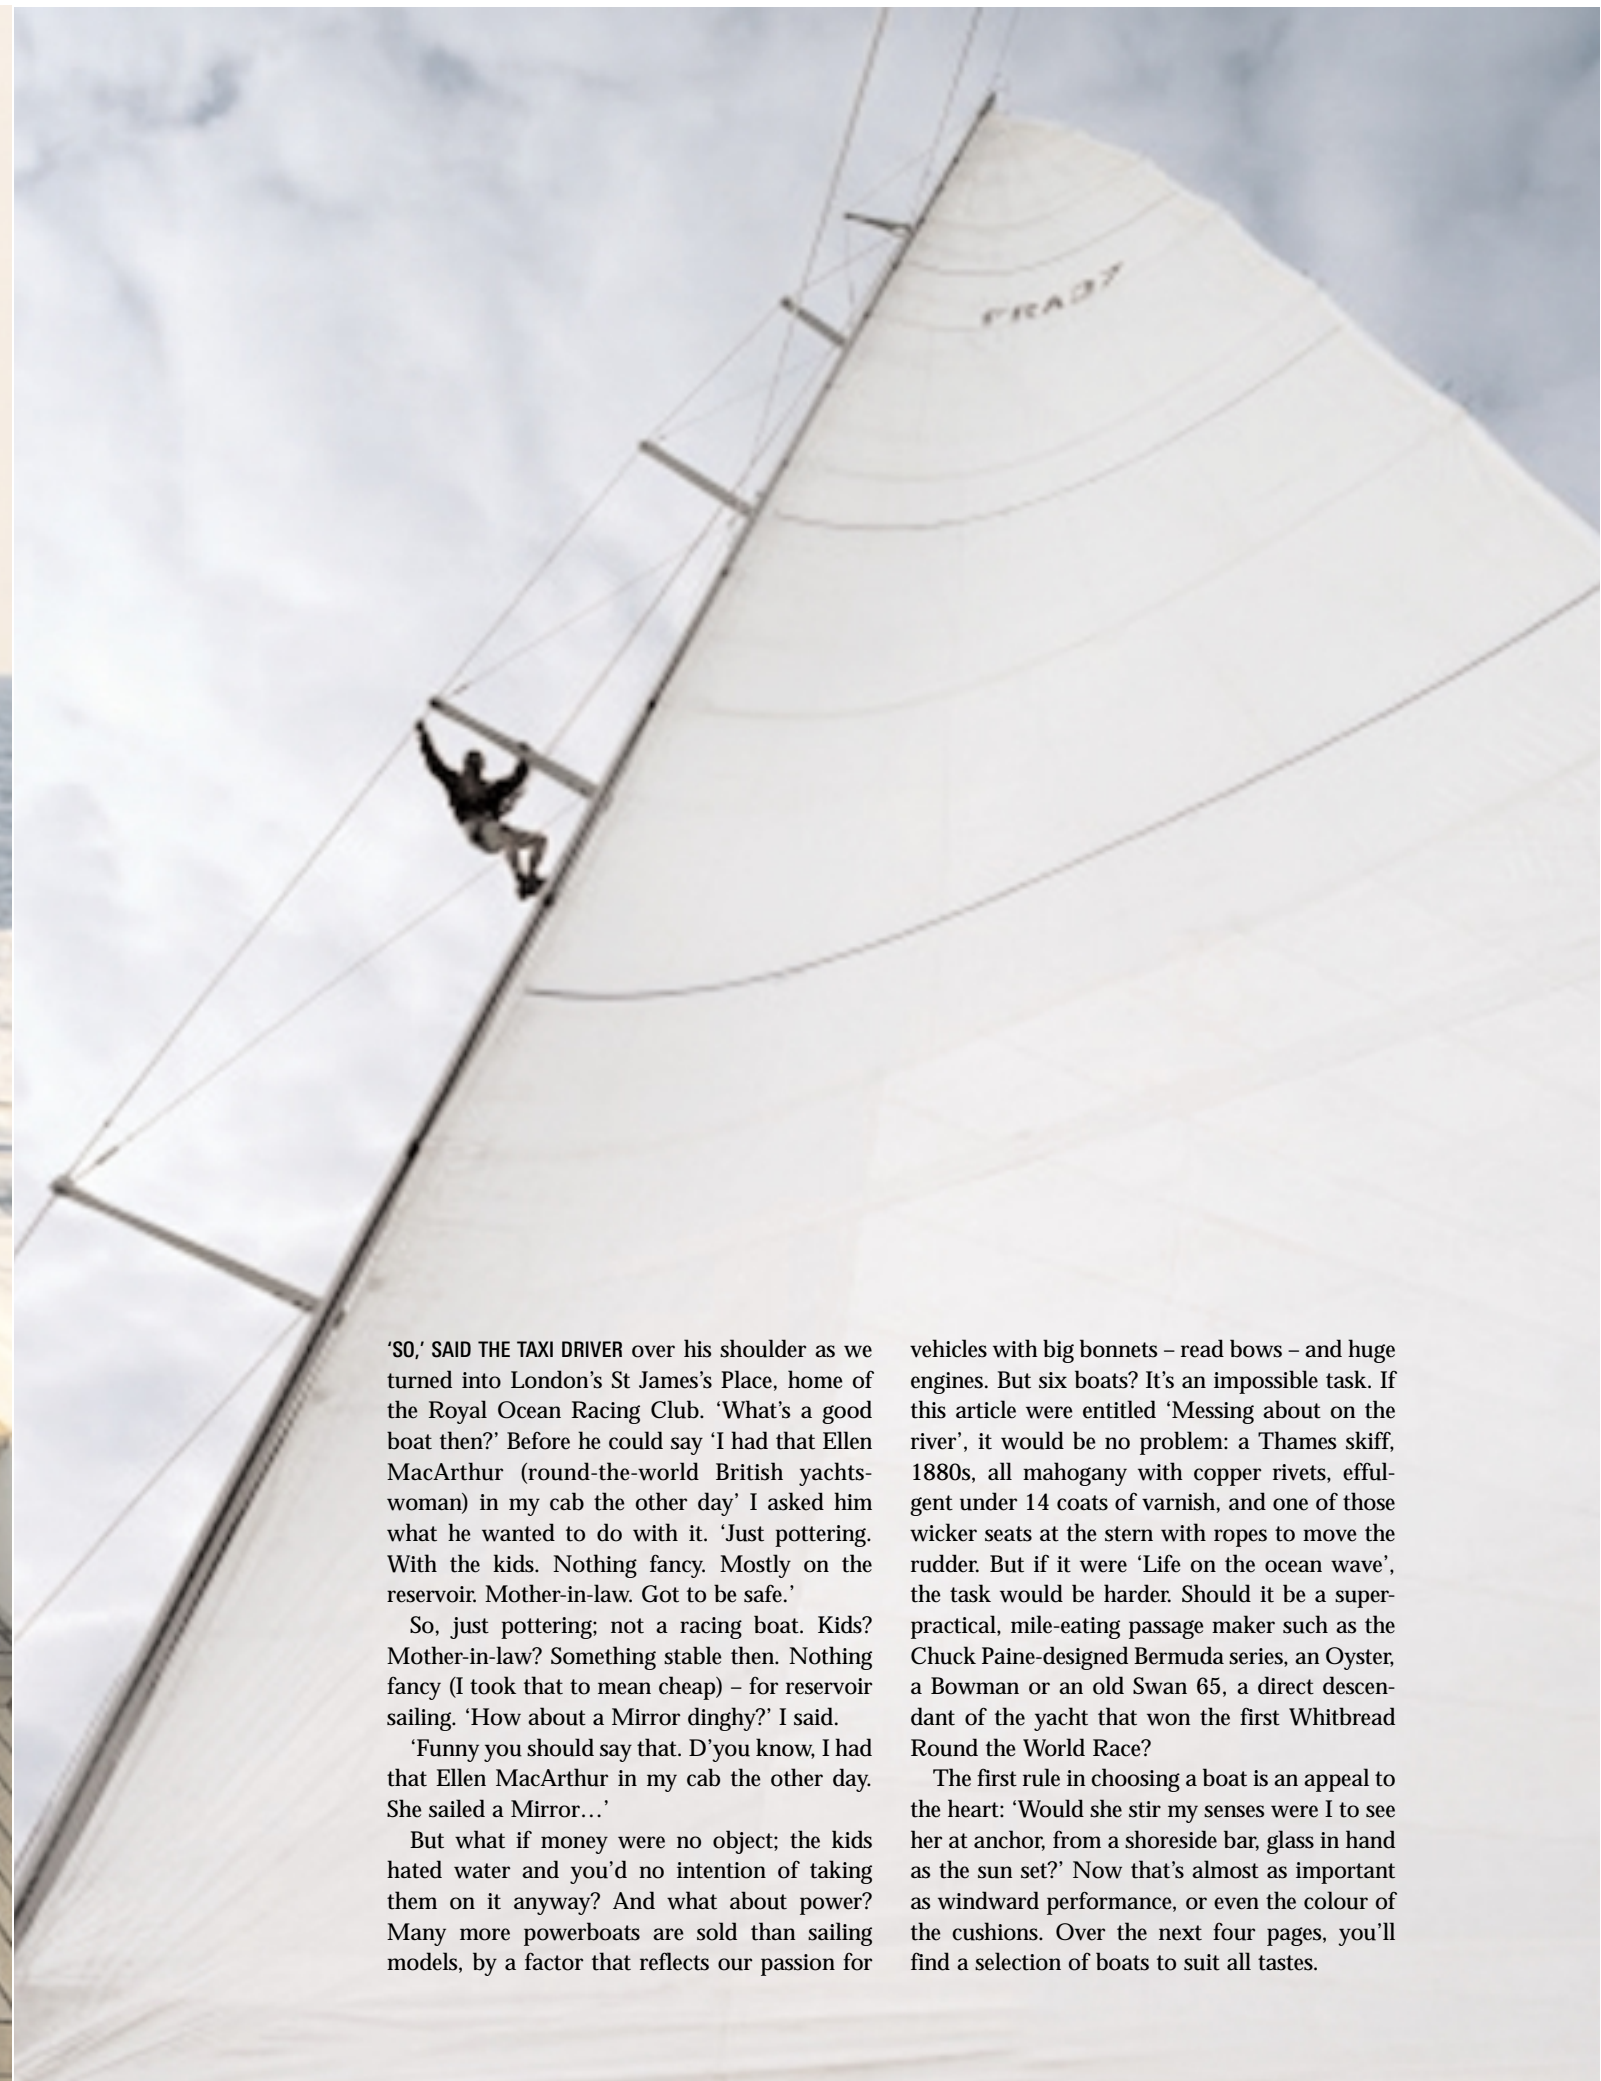 FRA37
‘SO,’ SAID THE TAXI DRIVER over his shoulder as we
turned into London’s St James’s Place, home of
the Royal Ocean Racing Club. ‘What’s a good
boat then?’ Before he could say ‘I had that Ellen
MacArthur (round-the-world British yachts-
woman) in my cab the other day’ I asked him
what he wanted to do with it. ‘Just pottering.
With the kids. Nothing fancy. Mostly on the
reservoir. Mother-in-law. Got to be safe.’
So, just pottering; not a racing boat. Kids?
Mother-in-law? Something stable then. Nothing
fancy (I took that to mean cheap) – for reservoir
sailing. ‘How about a Mirror dinghy?’ I said.
‘Funny you should say that. D’you know, I had
that Ellen MacArthur in my cab the other day.
She sailed a Mirror…’
But what if money were no object; the kids
hated water and you’d no intention of taking
them on it anyway? And what about power?
Many more powerboats are sold than sailing
models, by a factor that reflects our passion for
vehicles with big bonnets – read bows – and huge
engines. But six boats? It’s an impossible task. If
this article were entitled ‘Messing about on the
river’, it would be no problem: a Thames skiff,
1880s, all mahogany with copper rivets, efful-
gent under 14 coats of varnish, and one of those
wicker seats at the stern with ropes to move the
rudder. But if it were ‘Life on the ocean wave’,
the task would be harder. Should it be a super-
practical, mile-eating passage maker such as the
Chuck Paine-designed Bermuda series, an Oyster,
a Bowman or an old Swan 65, a direct descen-
dant of the yacht that won the first Whitbread
Round the World Race?
The first rule in choosing a boat is an appeal to
the heart: ‘Would she stir my senses were I to see
her at anchor, from a shoreside bar, glass in hand
as the sun set?’ Now that’s almost as important
as windward performance, or even the colour of
the cushions. Over the next four pages, you’ll
find a selection of boats to suit all tastes.